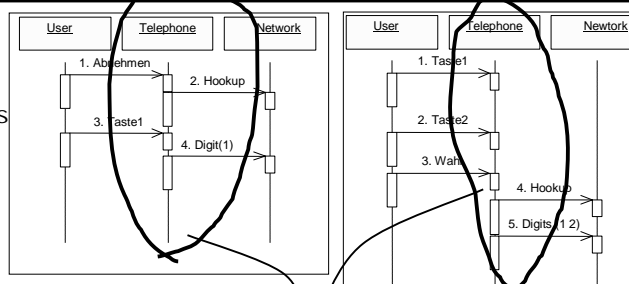 User Telephone Network
1. Abnehmen
2. Hookup
3. Taste1
4. Digit(1)
s
User Telephone Newtork
1. Taste1
2. Taste2
3. Wahl
4. Hookup
5. Digits (1 2)